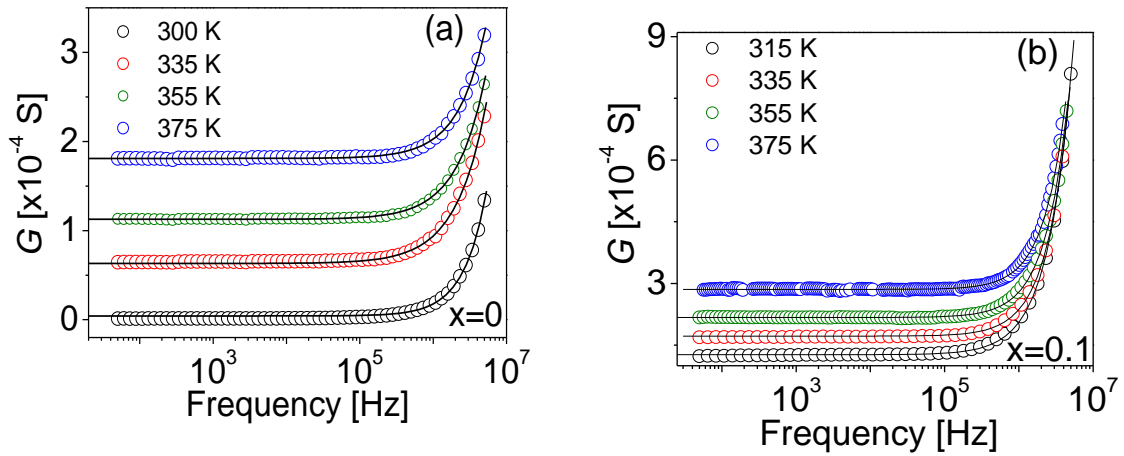 (a)
300 K
335 K
355 K
375 K
G [x10⁻⁴ S]
3
2
1
0
x=0
10³
10⁵
10⁷
Frequency [Hz]
(b)
315 K
335 K
355 K
375 K
G [x10⁻⁴ S]
9
6
3
x=0.1
10³
10⁵
10⁷
Frequency [Hz]